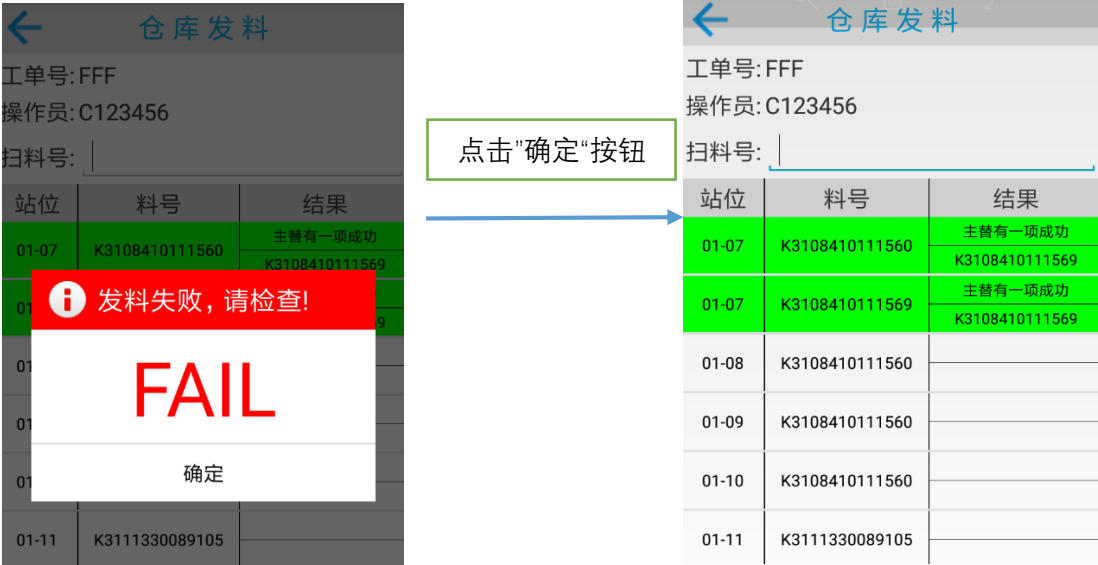 仓库发料
工单号:FFF
操作员:C123456
扫料号:
站位 料号 结果
01-07 K3108410111560 主替有一项成功
K3108410111569
01
9
发料失败，请检查!
01
FAIL
01
01
确定
01-11 K3111330089105
点击”确定“按钮
仓库发料
工单号:FFF
操作员:C123456
扫料号:
站位 料号 结果
01-07 K3108410111560 主替有一项成功
K3108410111569
01-07 K3108410111569 主替有一项成功
K3108410111569
01-08 K3108410111560
01-09 K3108410111560
01-10 K3108410111560
01-11 K3111330089105